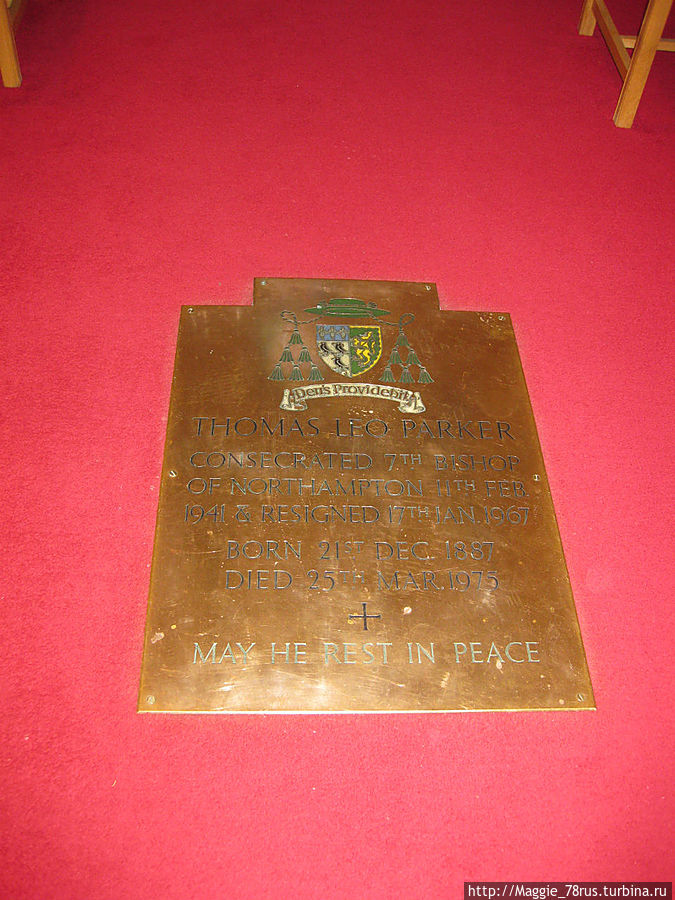 Deus Providebit
THOMAS LEO PARKER
CONSECRATED 7TH BISHOP
OF NORTHAMPTON 11TH FEB.
1941 & RESIGNED 17TH JAN. 1967
BORN 21ST DEC. 1887
DIED 25TH MAR. 1975
MAY HE REST IN PEACE
http://Maggie_78rus.turbina.ru